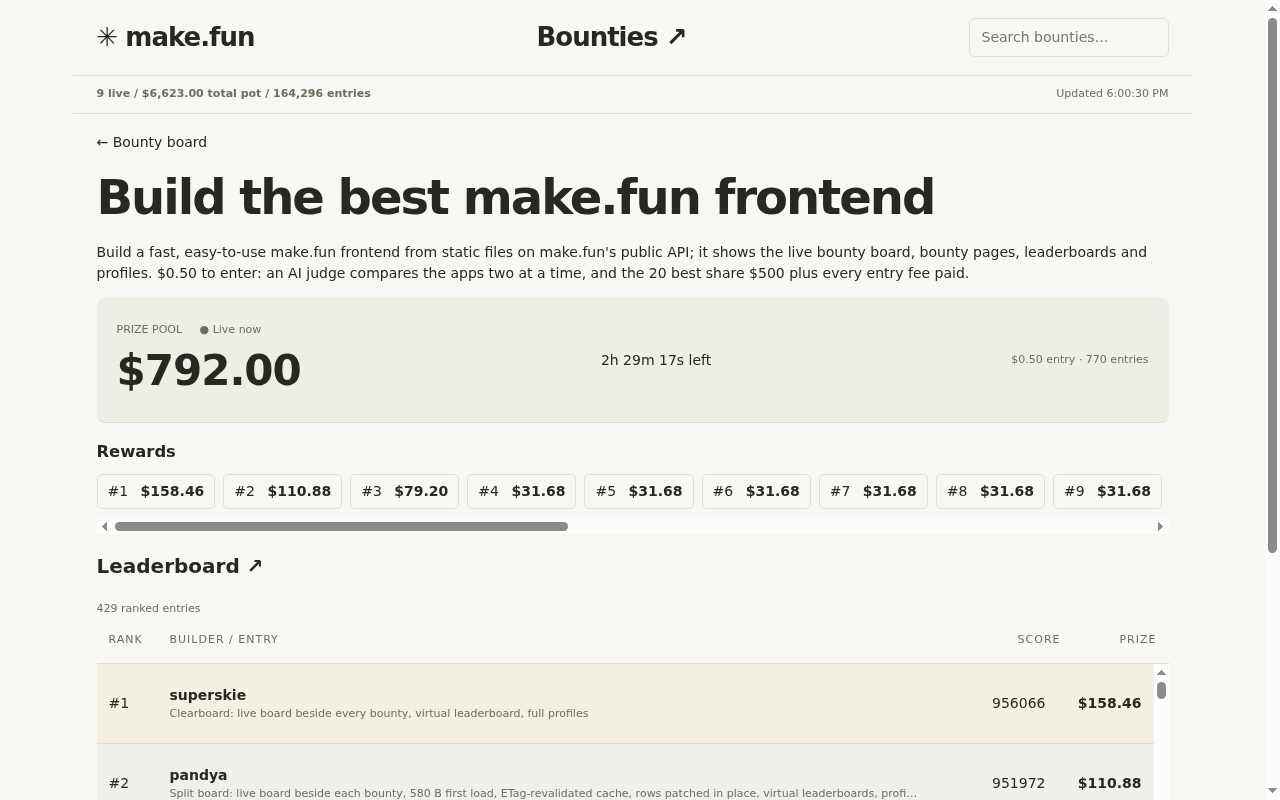 ✳ make.fun
Bounties ↗
Search bounties...
9 live / $6,623.00 total pot / 164,296 entries
Updated 6:00:30 PM
← Bounty board
Build the best make.fun frontend
Build a fast, easy-to-use make.fun frontend from static files on make.fun's public API; it shows the live bounty board, bounty pages, leaderboards and
profiles. $0.50 to enter: an AI judge compares the apps two at a time, and the 20 best share $500 plus every entry fee paid.
PRIZE POOL ● Live now
$792.00
2h 29m 17s left
$0.50 entry · 770 entries
Rewards
#1 $158.46 #2 $110.88 #3 $79.20 #4 $31.68 #5 $31.68 #6 $31.68 #7 $31.68 #8 $31.68 #9 $31.68
Leaderboard ↗
429 ranked entries
RANK BUILDER / ENTRY SCORE PRIZE
#1 superskie 956066 $158.46
Clearboard: live board beside every bounty, virtual leaderboard, full profiles
#2 pandya 951972 $110.88
Split board: live board beside each bounty, 580 B first load, ETag-revalidated cache, rows patched in place, virtual leaderboards, profi...